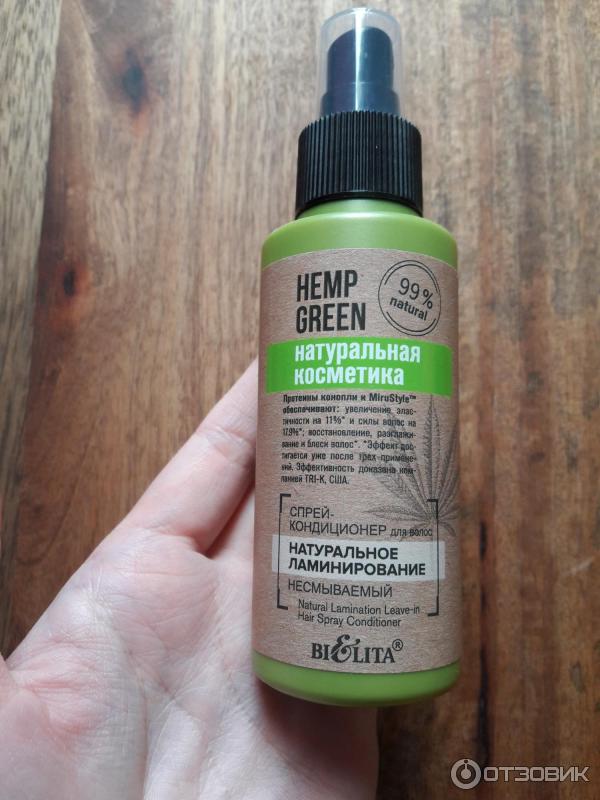 HEMP
GREEN
99%
natural
натуральная
косметика
Протеины конопли и MiruStyle™
обеспечивают: увеличение элас-
тичности на 11%* и силы волос на
17,9%*; восстановление, разглажи-
вание и блеск волос*. *Эффект дос-
тигается уже после трех примене-
ний. Эффективность доказана ком-
панией TRI-K, США.
СПРЕЙ-
КОНДИЦИОНЕР для волос
НАТУРАЛЬНОЕ
ЛАМИНИРОВАНИЕ
НЕСМЫВАЕМЫЙ
Natural Lamination Leave-in
Hair Spray Conditioner
BIELITA®
ОТЗОВИК